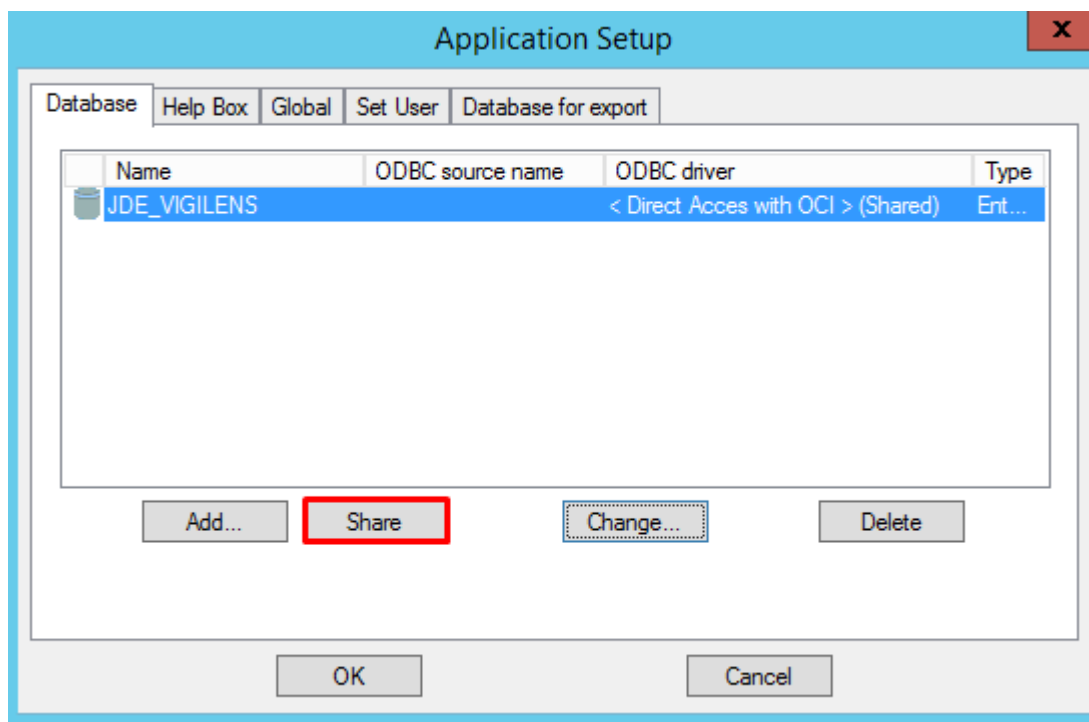 Application Setup
x
Database Help Box Global Set User Database for export
Name ODBC source name ODBC driver Type
JDE_VIGILENS < Direct Acces with OCI > (Shared) Ent...
Add... Share Change... Delete
OK Cancel